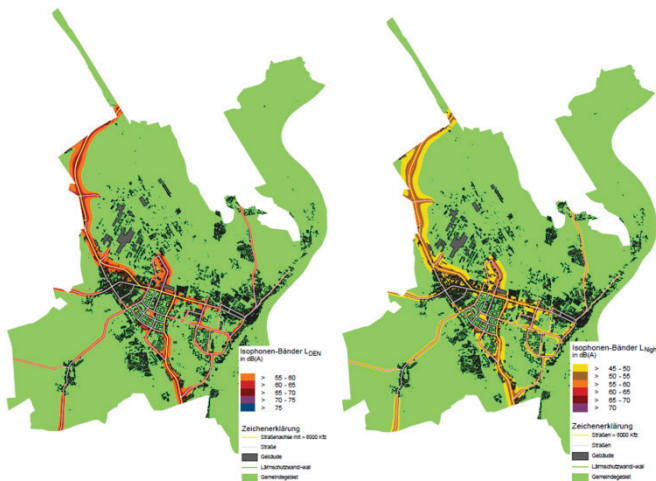 Isophonen-Bänder LDEN
in dB(A)
> 55 - 60
> 60 - 65
> 65 - 70
> 70 - 75
> 75
Zeichenerklärung
Straßenachse mit > 8000 Kfz
Straße
Gebäude
Lärmschutzwand/-wall
Gemeindegebiet
Isophonen-Bänder LNigh
in dB(A)
> 45 - 50
> 50 - 55
> 55 - 60
> 60 - 65
> 65 - 70
> 70
Zeichenerklärung
Straßen > 8000 Kfz
Straßen
Gebäude
Lärmschutzwand/-wall
Gemeindegebiet